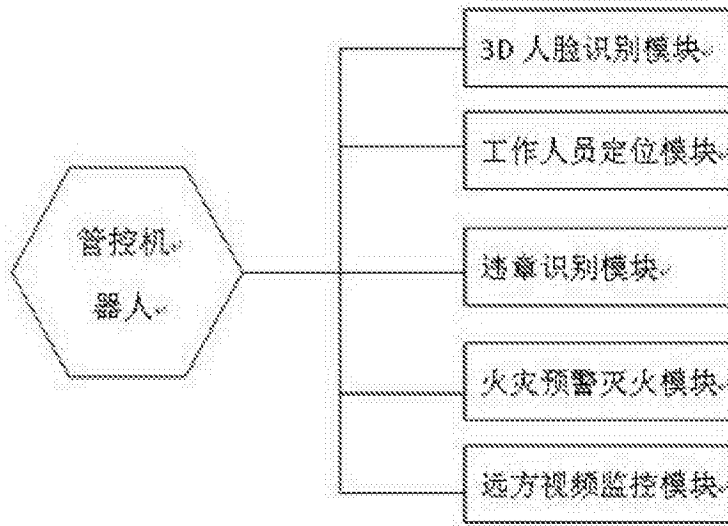 管控机
器人
3D 人脸识别模块
工作人员定位模块
违章识别模块
火灾预警灭火模块
远方视频监控模块